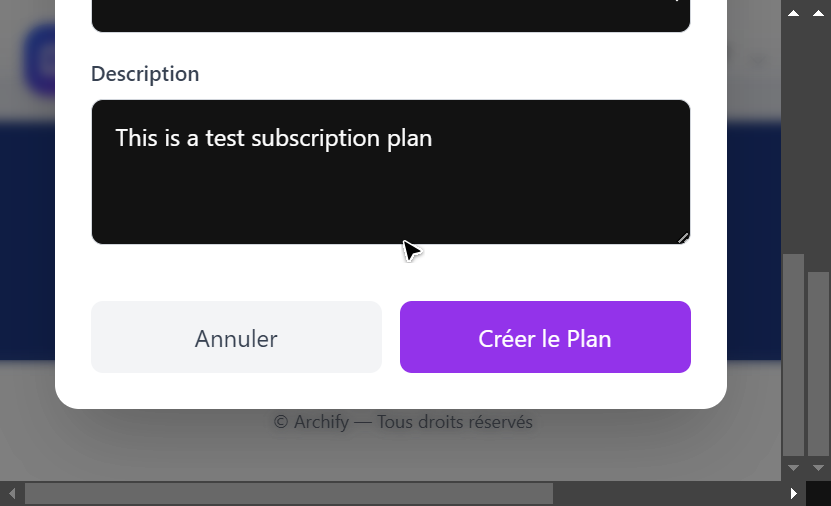 Description
This is a test subscription plan
Annuler
Créer le Plan
© Archify — Tous droits réservés